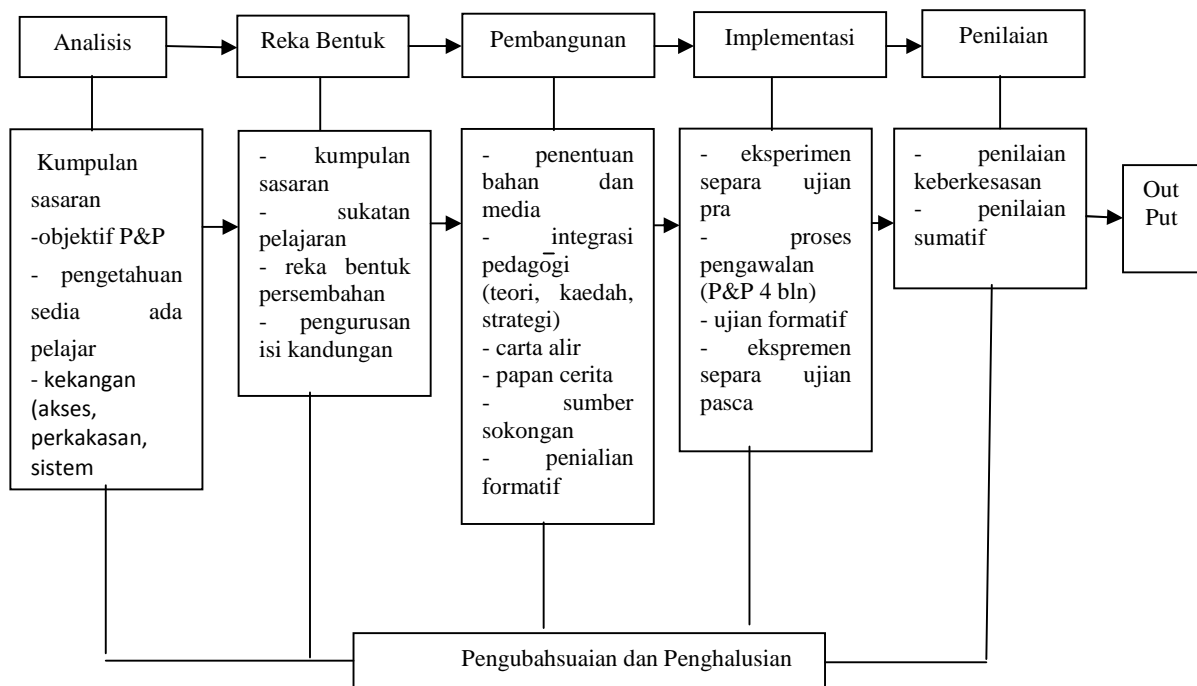 Analisis
Reka Bentuk
Pembangunan
Implementasi
Penilaian
Kumpulan
sasaran
-objektif P&P
- pengetahuan
sedia ada
pelajar
- kekangan
(akses,
perkakasan,
sistem
- kumpulan
sasaran
- sukatan
pelajaran
- reka bentuk
persembahan
- pengurusan
isi kandungan
- penentuan
bahan dan
media
- integrasi
pedagogi
(teori, kaedah,
strategi)
- carta alir
- papan cerita
- sumber
sokongan
- penialian
formatif
- eksperimen
separa ujian
pra
- proses
pengawalan
(P&P 4 bln)
- ujian formatif
- ekspremen
separa ujian
pasca
- penilaian
keberkesasan
- penilaian
sumatif
Out
Put
Pengubahsuaian dan Penghalusian